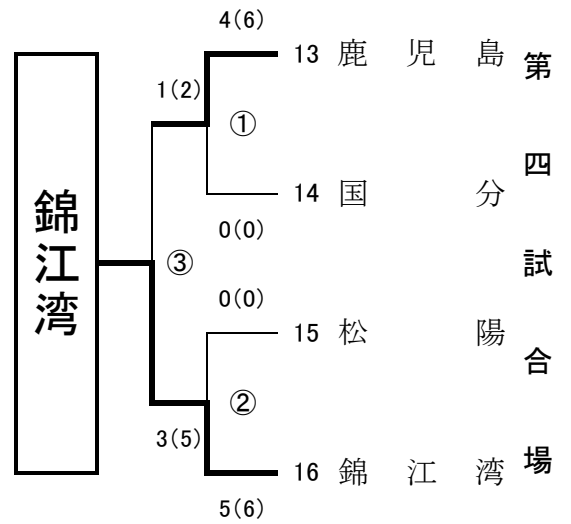 4(6)
13 鹿児島
1(2)
①
14 国分
0(0)
錦江湾
③
0(0)
15 松陽
②
3(5)
16 錦江湾
5(6)
第四試合場